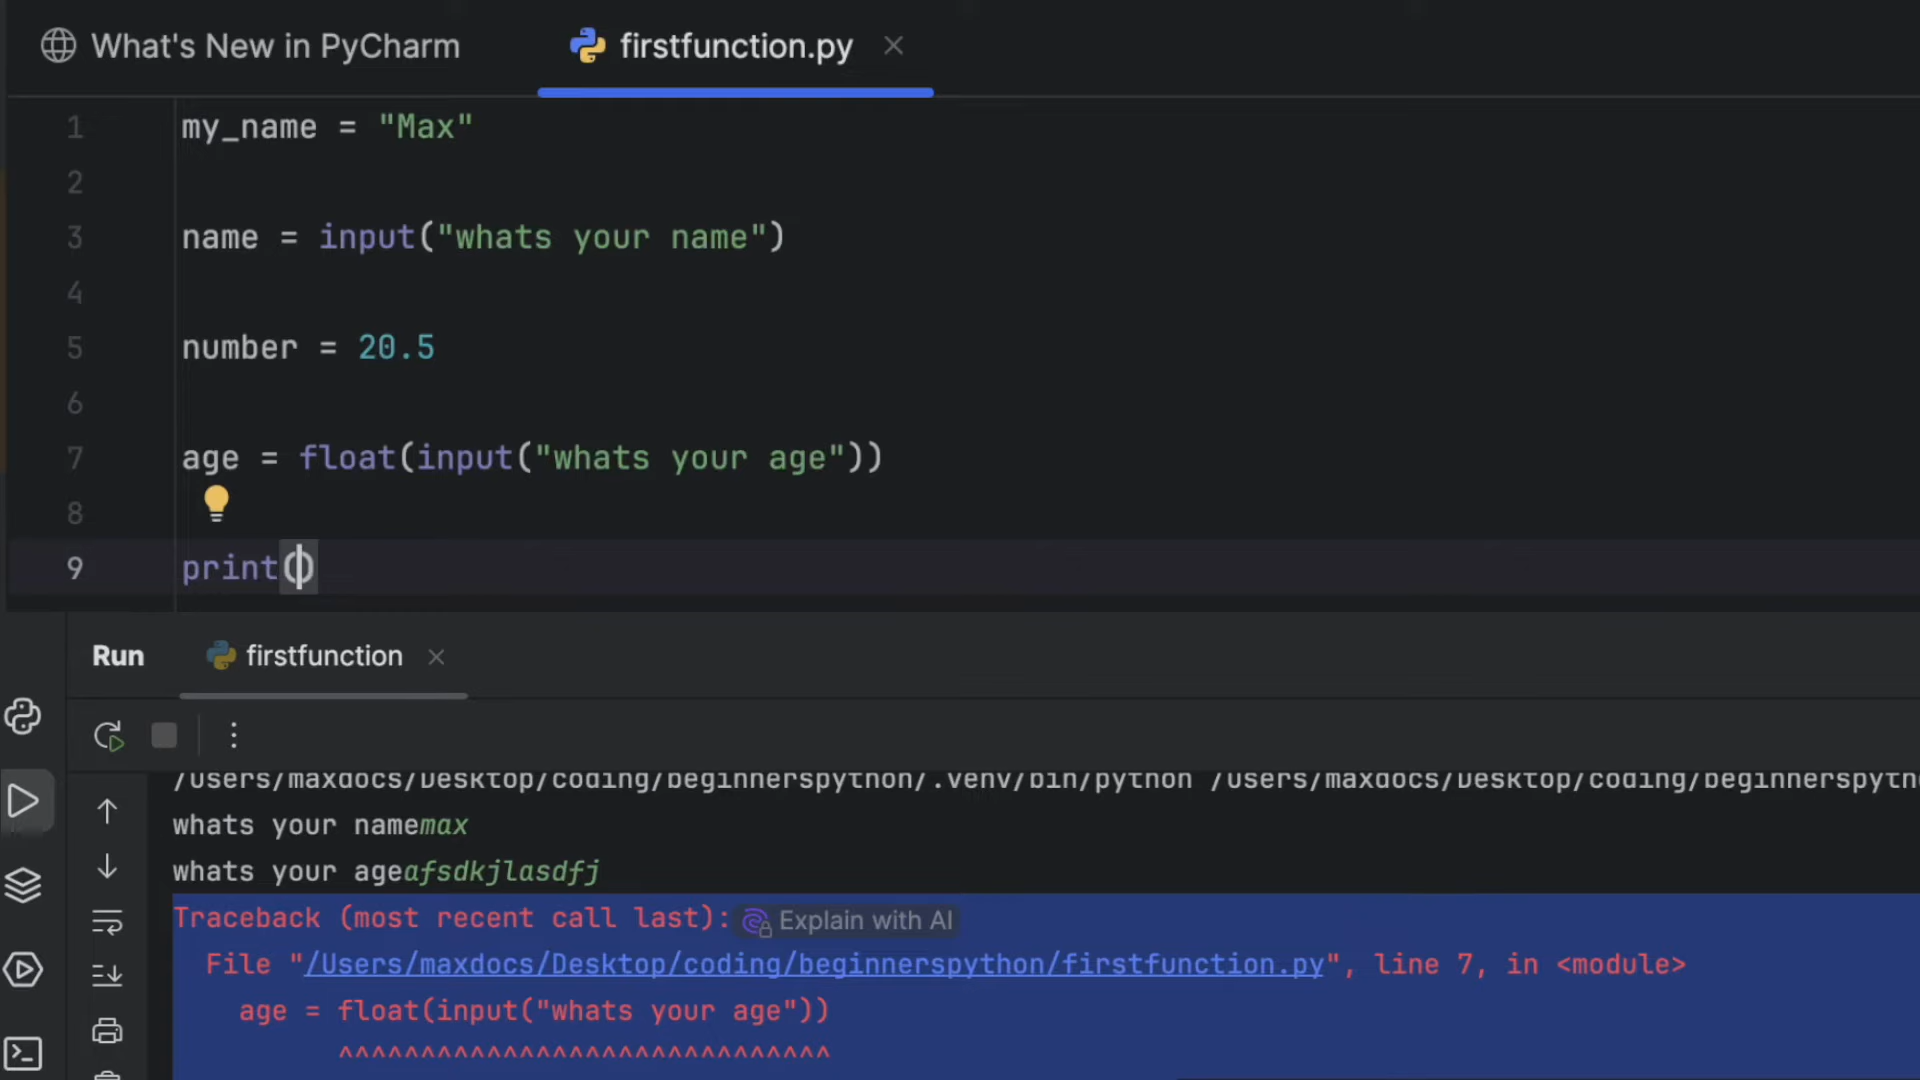 What's New in PyCharm
firstfunction.py
1 my_name = "Max"
2
3 name = input("whats your name")
4
5 number = 20.5
6
7 age = float(input("whats your age"))
8
9 print()
Run firstfunction
/Users/maxdocs/Desktop/coding/beginnerspython/.venv/bin/python /Users/maxdocs/Desktop/coding/beginnerspyth
whats your namemax
whats your ageafsdkjlasdfj
Traceback (most recent call last): Explain with AI
File "/Users/maxdocs/Desktop/coding/beginnerspython/firstfunction.py", line 7, in <module>
age = float(input("whats your age"))
^^^^^^^^^^^^^^^^^^^^^^^^^^^^^^